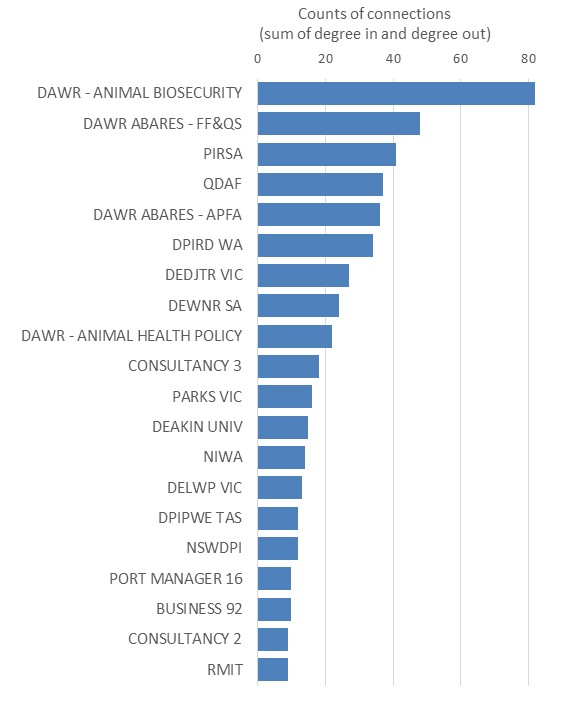 Counts of connections
(sum of degree in and degree out)
0 20 40 60 80
DAWR - ANIMAL BIOSECURITY
DAWR ABARES - FF&QS
PIRSA
QDAF
DAWR ABARES - APFA
DPIRD WA
DEDJTR VIC
DEWNR SA
DAWR - ANIMAL HEALTH POLICY
CONSULTANCY 3
PARKS VIC
DEAKIN UNIV
NIWA
DELWP VIC
DPIPWE TAS
NSWDPI
PORT MANAGER 16
BUSINESS 92
CONSULTANCY 2
RMIT